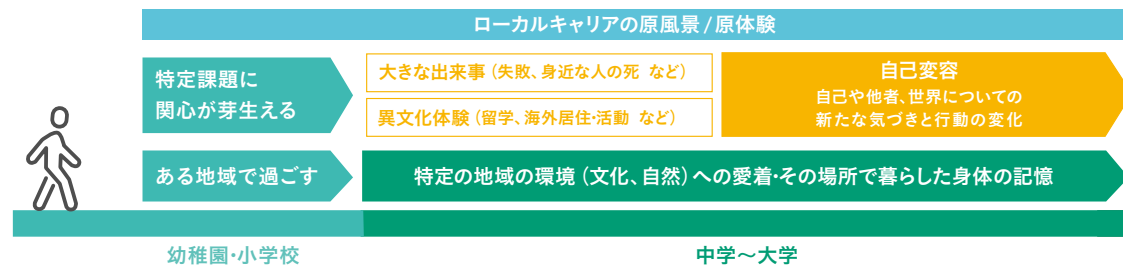 ローカルキャリアの原風景/原体験
特定課題に
関心が芽生える
大きな出来事(失敗、身近な人の死 など)
異文化体験(留学、海外居住・活動 など)
自己変容
自己や他者、世界についての
新たな気づきと行動の変化
ある地域で過ごす
特定の地域の環境(文化、自然)への愛着・その場所で暮らした身体の記憶
幼稚園・小学校
中学〜大学